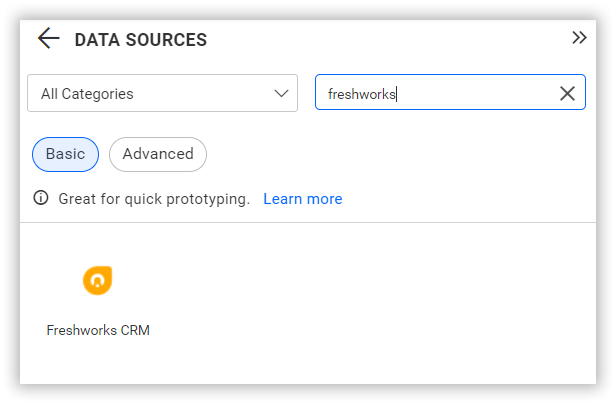 DATA SOURCES
All Categories
freshworks
Basic
Advanced
Great for quick prototyping. Learn more
Freshworks CRM